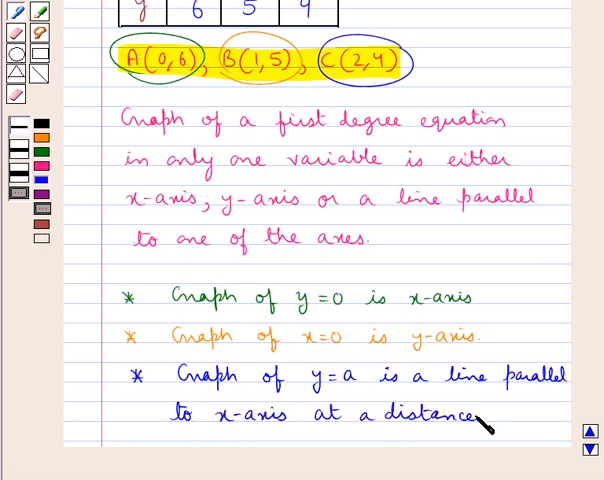 y 6 5 4
A(0,6), B(1,5), C(2,4)
Graph of a first degree equation
in only one variable is either
x-axis, y-axis or a line parallel
to one of the axes.
* Graph of y=0 is x-axis
* Graph of x=0 is y-axis.
* Graph of y=a is a line parallel
to x-axis at a distance